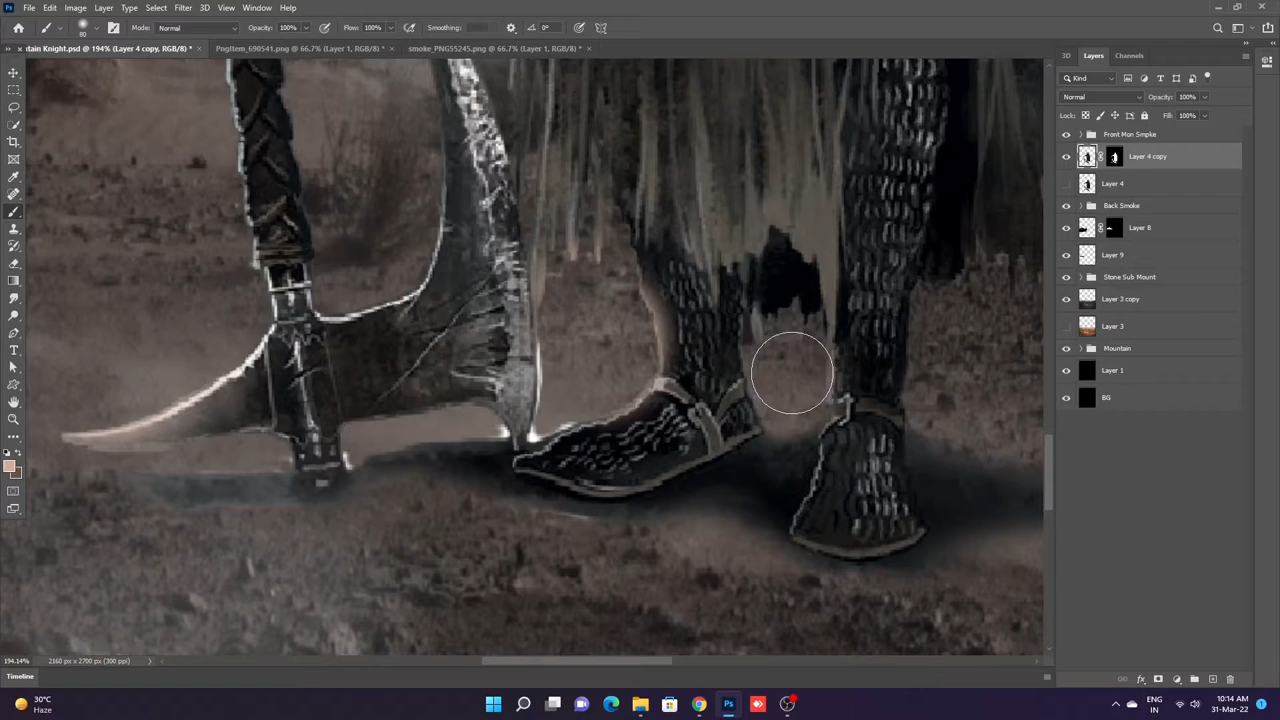 File Edit Image Layer Type Select Filter 3D View Window Help
80 Mode: Normal Opacity: 100% Flow: 100% Smoothing: 0°
tain Knight.psd @ 194% (Layer 4 copy, RGB/8) * × PngItem_690541.png @ 66.7% (Layer 1, RGB/8) * × smoke_PNG55245.png @ 66.7% (Layer 1, RGB/8) * ×
3D Layers Channels
Kind
Normal Opacity: 100%
Lock: Fill: 100%
Front Mon Smpke
Layer 4 copy
Layer 4
Back Smoke
Layer 8
Layer 9
Stone Sub Mount
Layer 3 copy
Layer 3
Mountain
Layer 1
BG
194.14% 2160 px x 2700 px (300 ppi)
Timeline
30°C
Haze
ENG
IN
10:14 AM
31-Mar-22